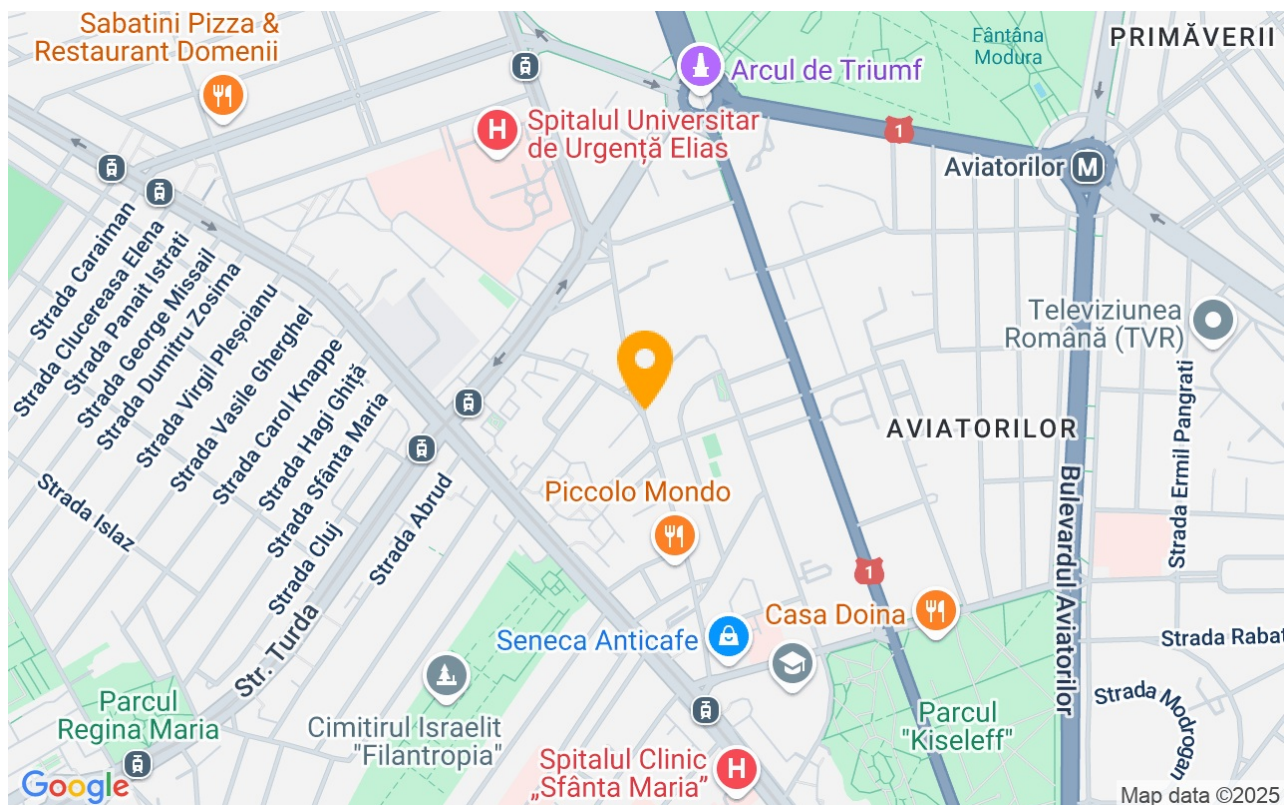 Sabatini Pizza &
Restaurant Domenii
Fântâna
Modura
PRIMĂVERII
Arcul de Triumf
H
Spitalul Universitar
de Urgență Elias
1
Aviatorilor
M
Strada Caraiman
Strada Clucereasa Elena
Strada Panait Istrati
Strada George Missail
Strada Dumitru Zosima
Strada Virgil Pleșoianu
Strada Vasile Gherghel
Strada Carol Knappe
Strada Hagi Ghiță
Strada Sfânta Maria
Strada Cluj
Strada Abrud
Strada Islaz
Str. Turda
Televiziunea
Română (TVR)
Strada Ermil Pangrati
AVIATORILOR
Bulevardul Aviatorilor
Piccolo Mondo
1
Casa Doina
Seneca Anticafe
Strada Rabat
Strada Modrogan
Parcul
Regina Maria
Cimitirul Israelit
"Filantropia"
Parcul
"Kiseleff"
Spitalul Clinic
„Sfânta Maria”
H
Google
Map data ©2025